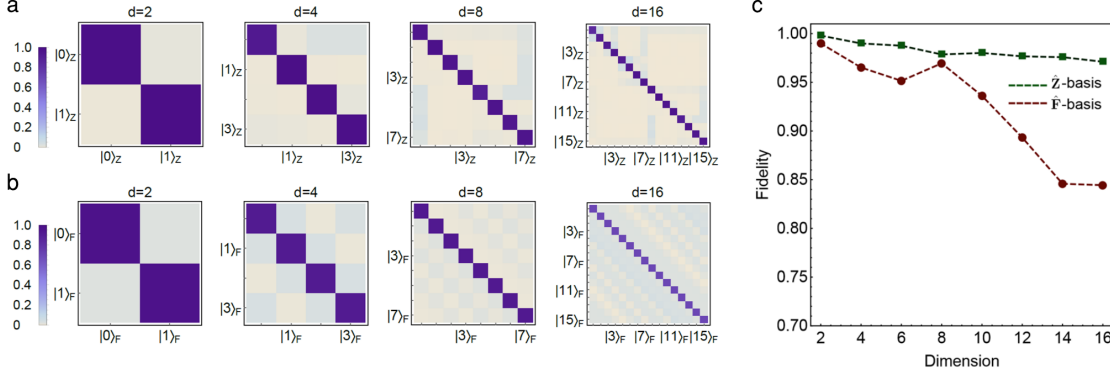 a
d=2
d=4
d=8
d=16
1.0
0.8
0.6
0.4
0.2
0
|0⟩Z
|1⟩Z
|0⟩Z |1⟩Z
|1⟩Z
|3⟩Z
|1⟩Z |3⟩Z
|3⟩Z
|7⟩Z
|3⟩Z |7⟩Z
|3⟩Z
|7⟩Z
|11⟩Z
|15⟩Z
|3⟩Z |7⟩Z |11⟩Z |15⟩Z
b
d=2
d=4
d=8
d=16
1.0
0.8
0.6
0.4
0.2
0
|0⟩F
|1⟩F
|0⟩F |1⟩F
|1⟩F
|3⟩F
|1⟩F |3⟩F
|3⟩F
|7⟩F
|3⟩F |7⟩F
|3⟩F
|7⟩F
|11⟩F
|15⟩F
|3⟩F |7⟩F |11⟩F |15⟩F
c
Fidelity
1.00
0.95
0.90
0.85
0.80
0.75
0.70
Ẑ-basis
F̂-basis
2 4 6 8 10 12 14 16
Dimension